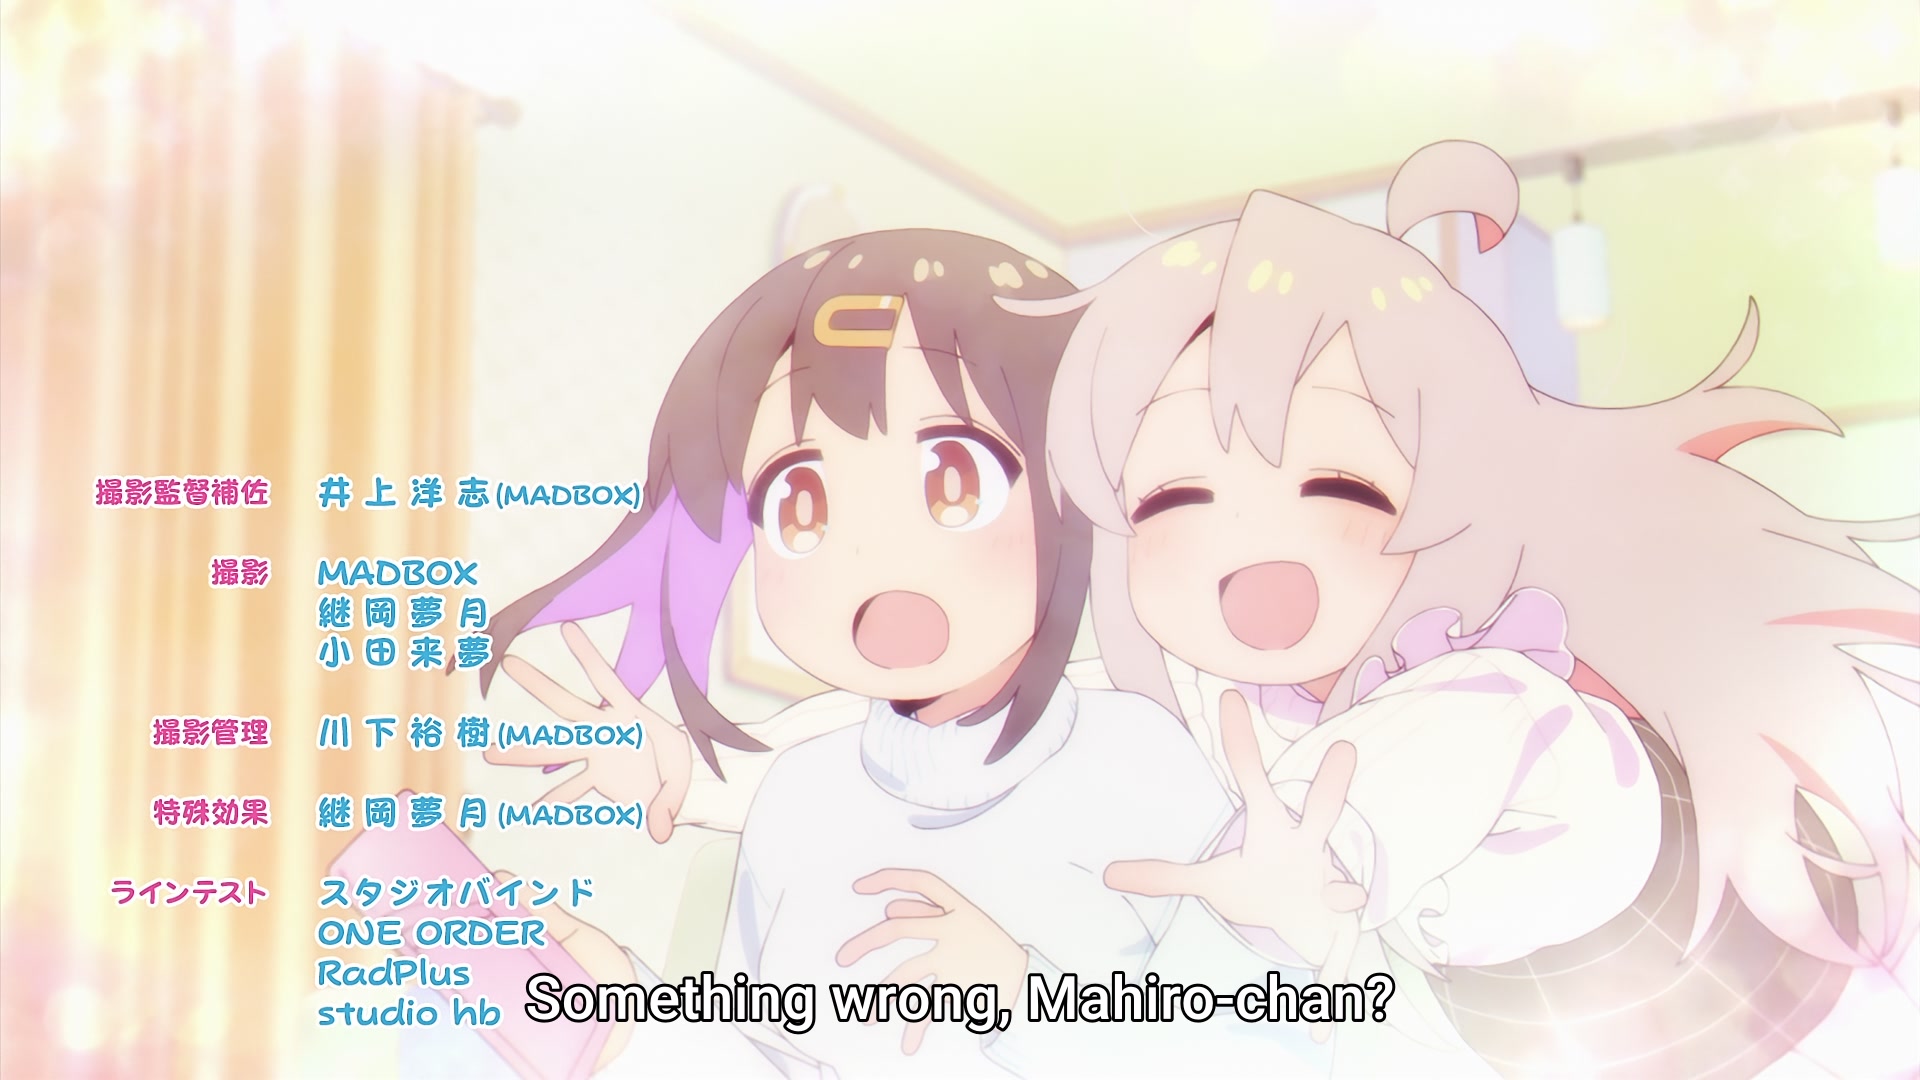 撮影監督補佐 井上洋志(MADBOX)
撮影 MADBOX
継岡夢月
小田来夢
撮影管理 川下裕樹(MADBOX)
特殊効果 継岡夢月(MADBOX)
ラインテスト スタジオバインド
ONE ORDER
RadPlus
studio hb
Something wrong, Mahiro-chan?